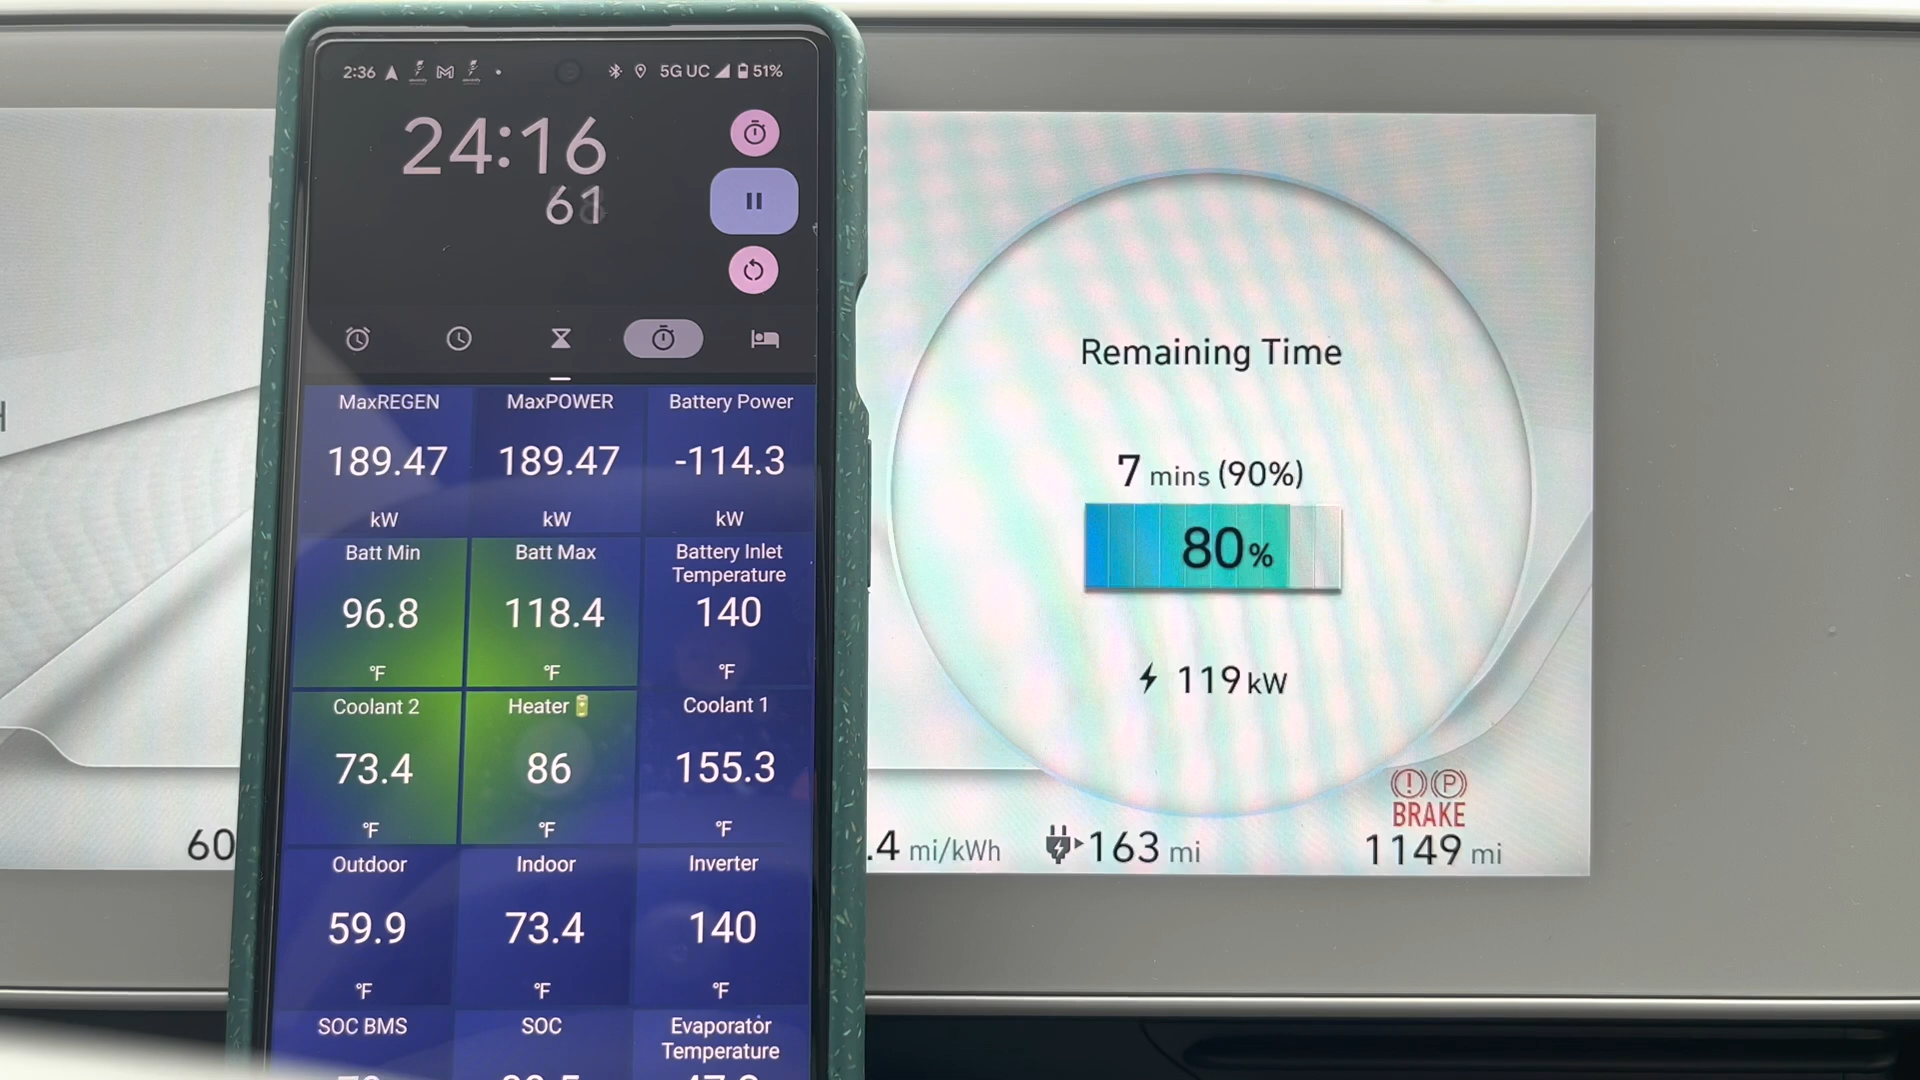 2:36 5G UC 51%
24:16
61
MaxREGEN MaxPOWER Battery Power
189.47 189.47 -114.3
kW kW kW
Batt Min Batt Max Battery Inlet
Temperature
96.8 118.4 140
°F °F °F
Coolant 2 Heater Coolant 1
73.4 86 155.3
°F °F °F
Outdoor Indoor Inverter
59.9 73.4 140
°F °F °F
SOC BMS SOC Evaporator
Temperature
Remaining Time
7 mins (90%)
80%
119 kW
BRAKE
60 .4 mi/kWh 163 mi 1149 mi